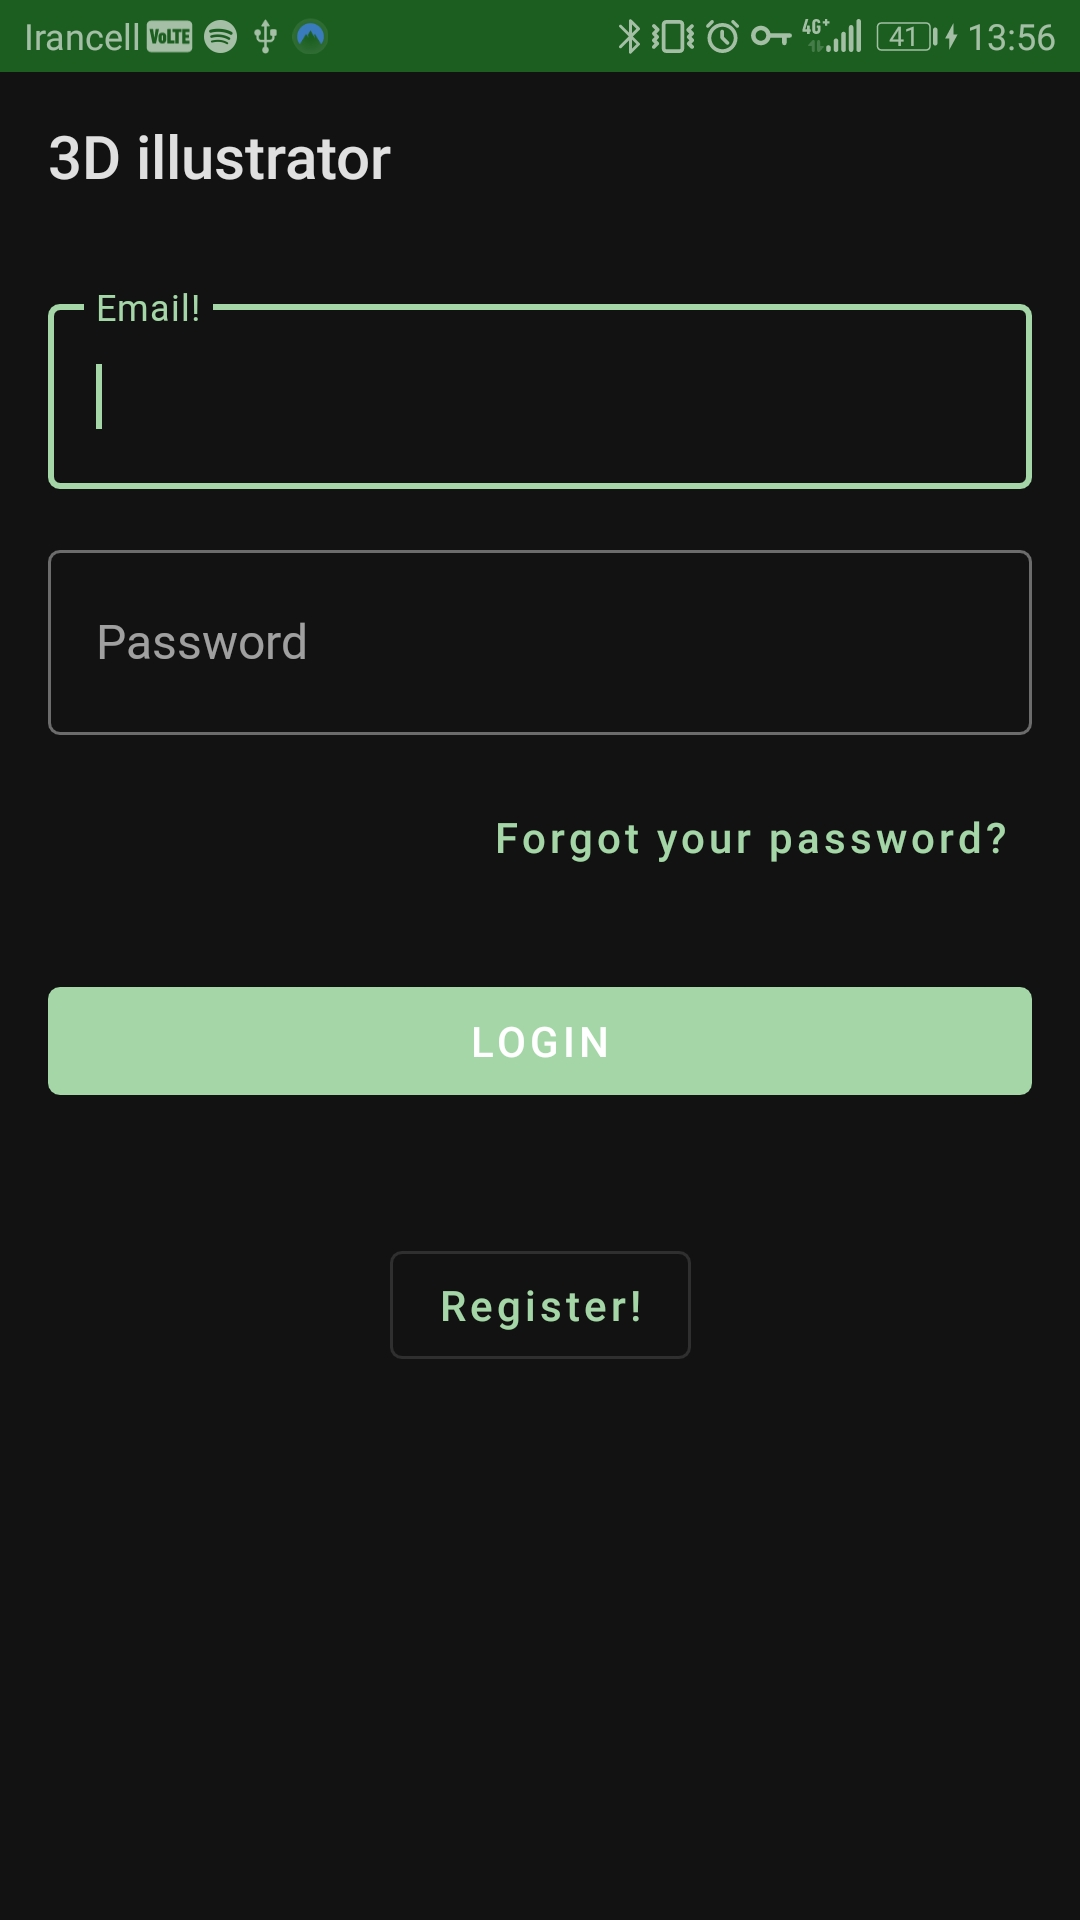 Irancell VoLTE 4G+ 41 13:56
3D illustrator
Email!
Password
Forgot your password?
LOGIN
Register!